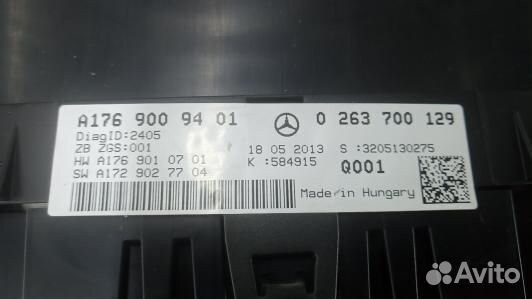 A176 900 94 01 0 263 700 129
DiagID:2405
ZB ZGS:001 18 05 2013 S :3205130275
HW A176 901 07 01 K :584915 Q001
SW A172 902 77 04
Made in Hungary
Avito